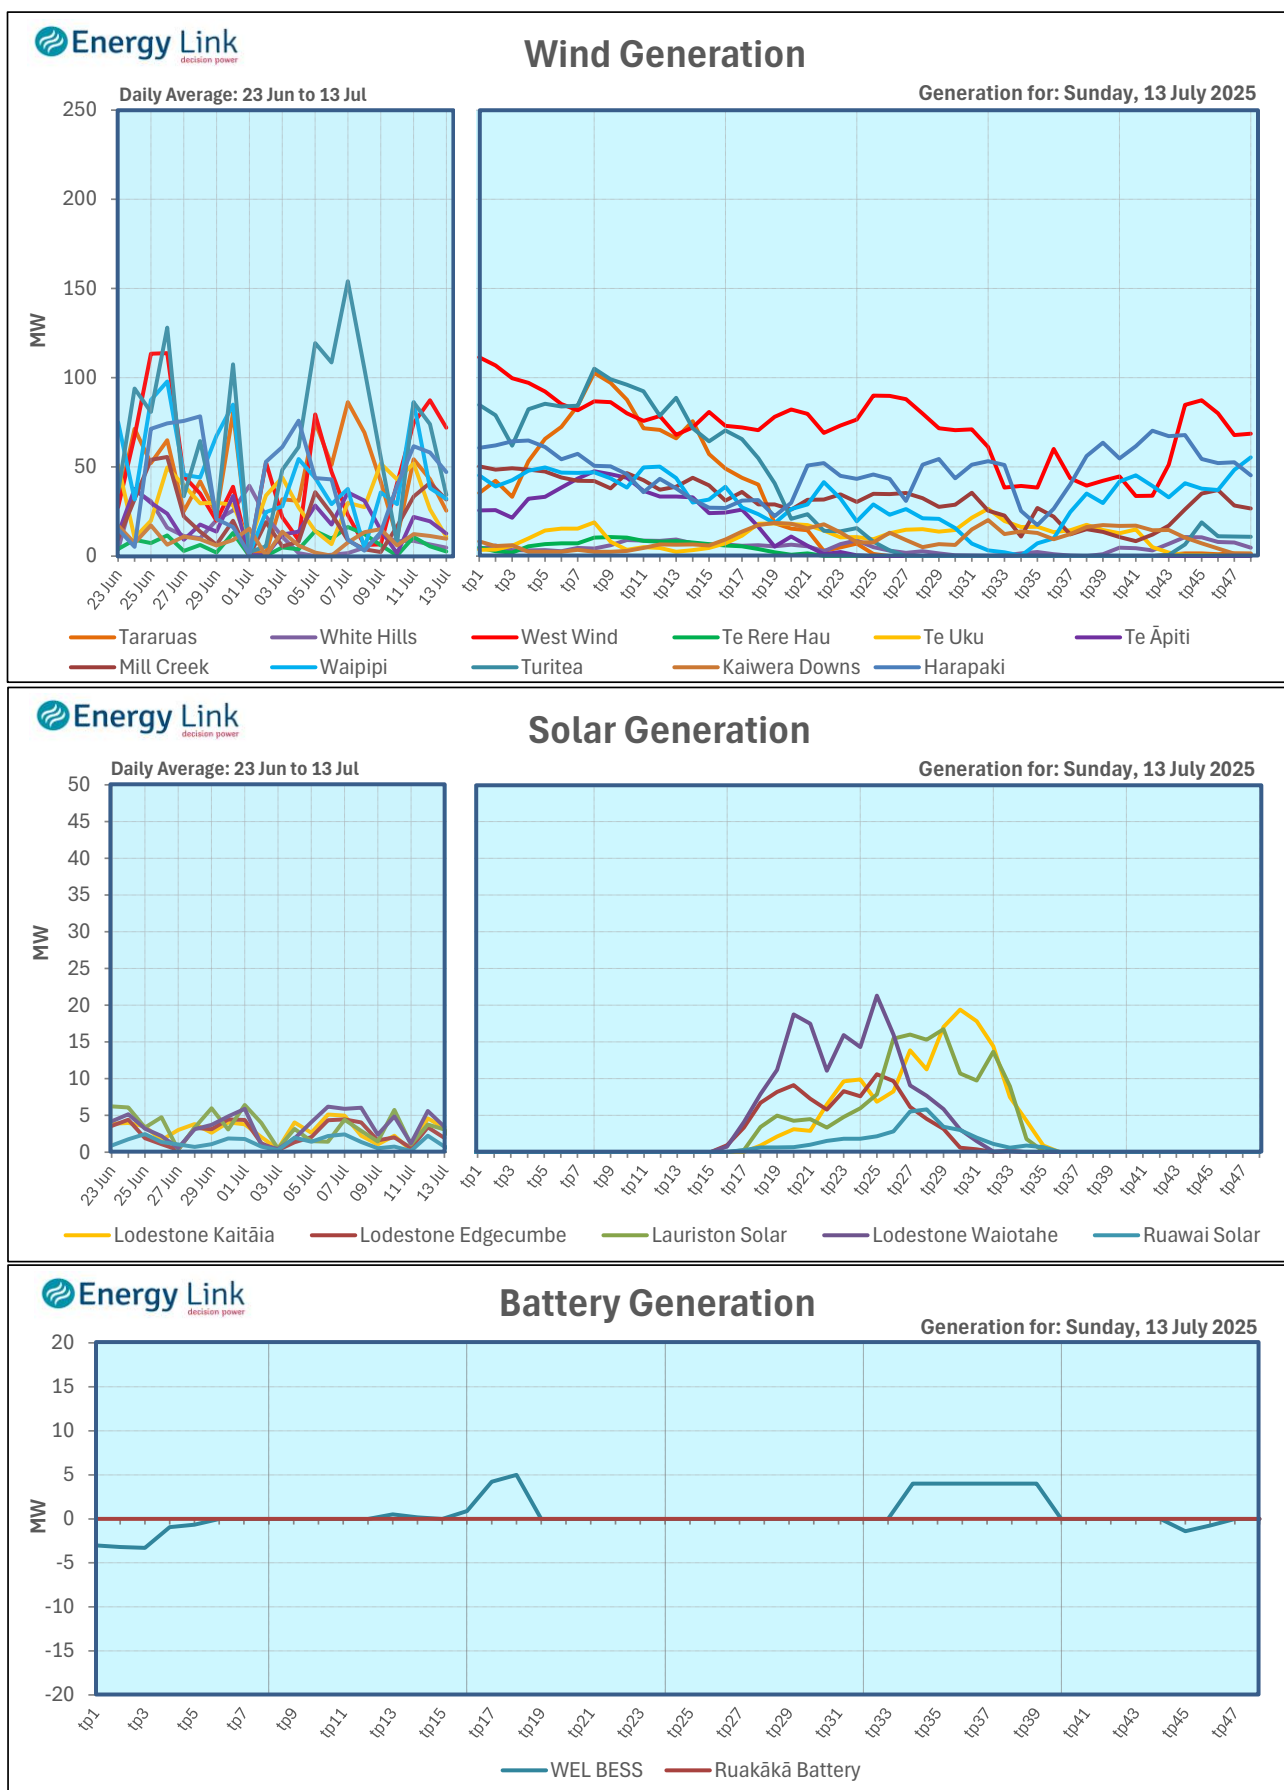 Energy Link
decision power
Wind Generation
Daily Average: 23 Jun to 13 Jul
Generation for: Sunday, 13 July 2025
MW
250
200
150
100
50
0
23 Jun
25 Jun
27 Jun
29 Jun
01 Jul
03 Jul
05 Jul
07 Jul
09 Jul
11 Jul
13 Jul
tp1
tp3
tp5
tp7
tp9
tp11
tp13
tp15
tp17
tp19
tp21
tp23
tp25
tp27
tp29
tp31
tp33
tp35
tp37
tp39
tp41
tp43
tp45
tp47
Tararuas White Hills West Wind Te Rere Hau Te Uku Te Āpiti
Mill Creek Waipipi Turitea Kaiwera Downs Harapaki
Energy Link
decision power
Solar Generation
Daily Average: 23 Jun to 13 Jul
Generation for: Sunday, 13 July 2025
MW
50
45
40
35
30
25
20
15
10
5
0
23 Jun
25 Jun
27 Jun
29 Jun
01 Jul
03 Jul
05 Jul
07 Jul
09 Jul
11 Jul
13 Jul
tp1
tp3
tp5
tp7
tp9
tp11
tp13
tp15
tp17
tp19
tp21
tp23
tp25
tp27
tp29
tp31
tp33
tp35
tp37
tp39
tp41
tp43
tp45
tp47
Lodestone Kaitāia Lodestone Edgecumbe Lauriston Solar Lodestone Waiotahe Ruawai Solar
Energy Link
decision power
Battery Generation
Generation for: Sunday, 13 July 2025
MW
20
15
10
5
0
-5
-10
-15
-20
tp1
tp3
tp5
tp7
tp9
tp11
tp13
tp15
tp17
tp19
tp21
tp23
tp25
tp27
tp29
tp31
tp33
tp35
tp37
tp39
tp41
tp43
tp45
tp47
WEL BESS Ruakākā Battery